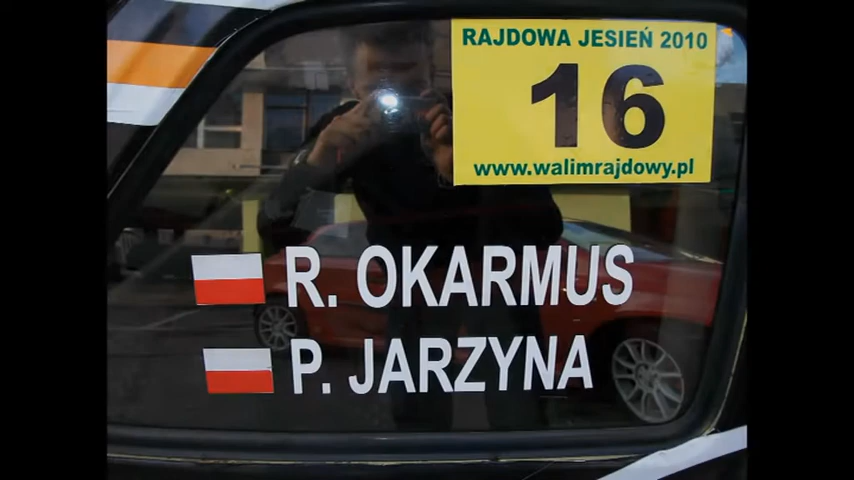 RAJDOWA JESIEŃ 2010
16
www.walimrajdowy.pl
R. OKARMUS
P. JARZYNA